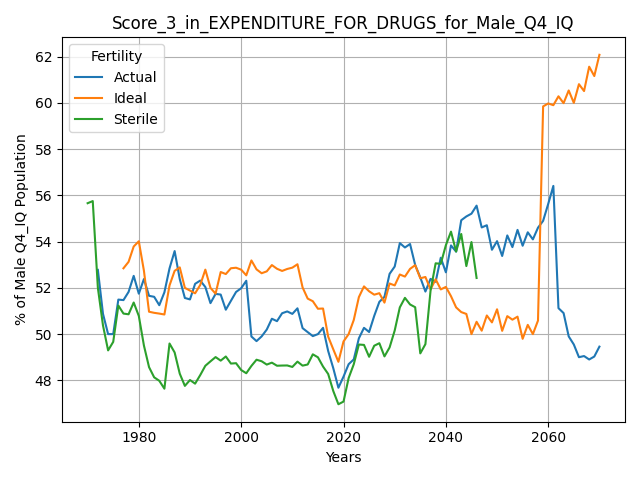 Score_3_in_EXPENDITURE_FOR_DRUGS_for_Male_Q4_IQ
Fertility
Actual
Ideal
Sterile
% of Male Q4_IQ Population
62
60
58
56
54
52
50
48
1980
2000
2020
2040
2060
Years